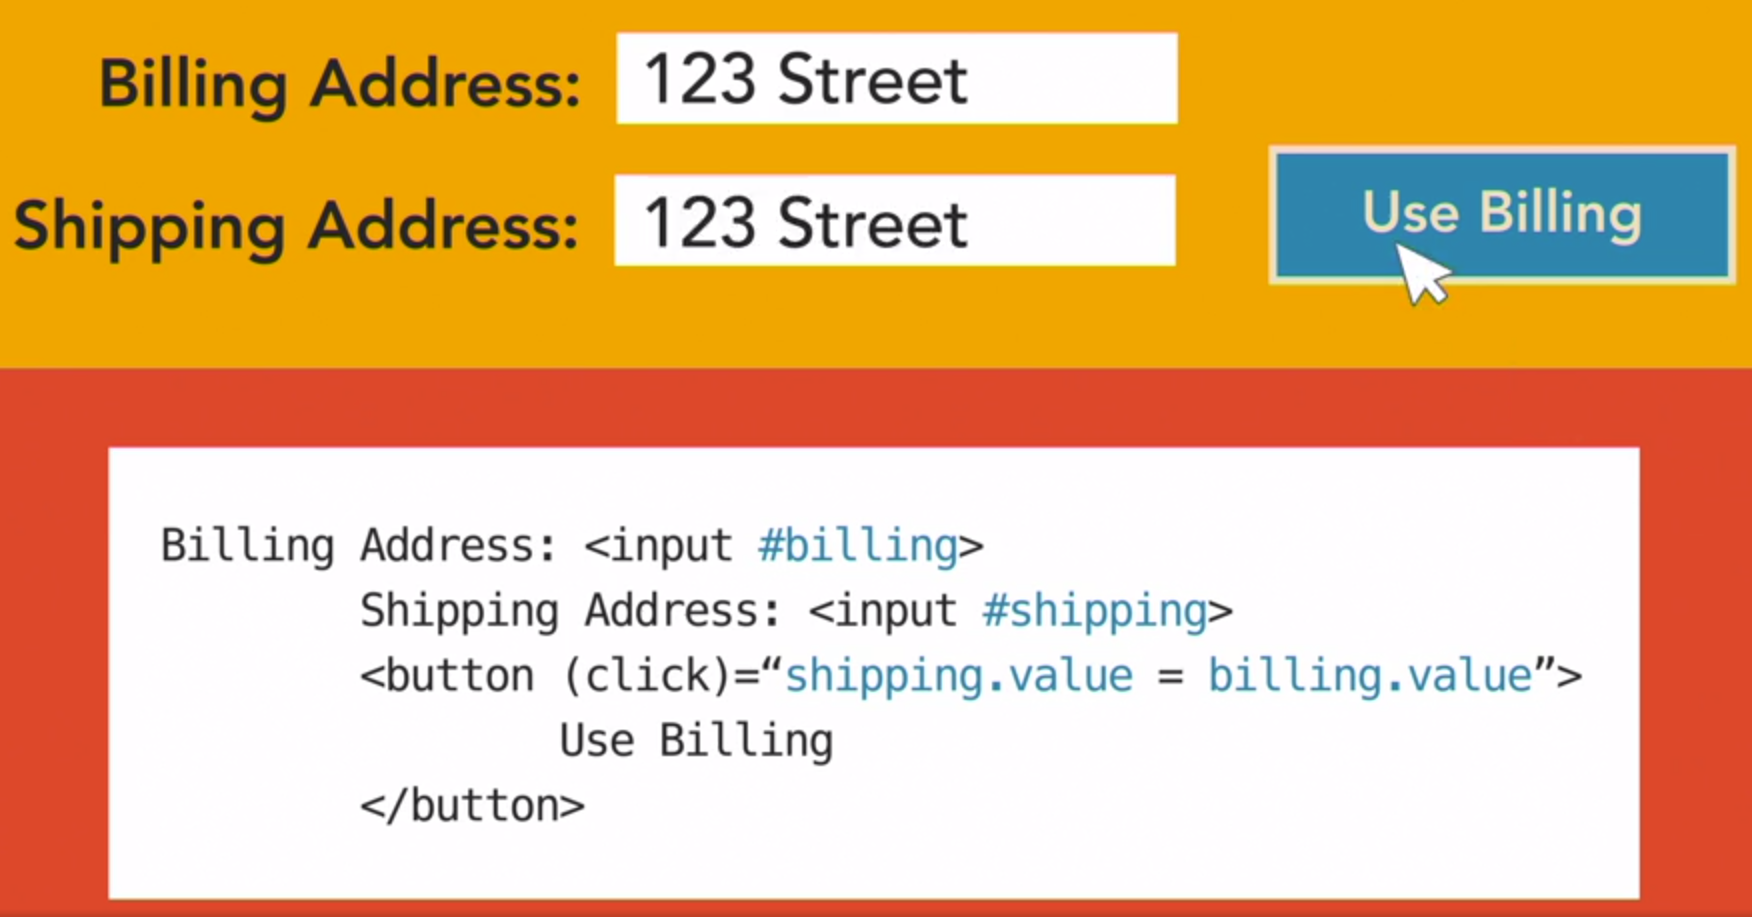 Billing Address: 123 Street
Shipping Address: 123 Street
Use Billing
Billing Address: <input #billing>
Shipping Address: <input #shipping>
<button (click)=“shipping.value = billing.value”>
Use Billing
</button>